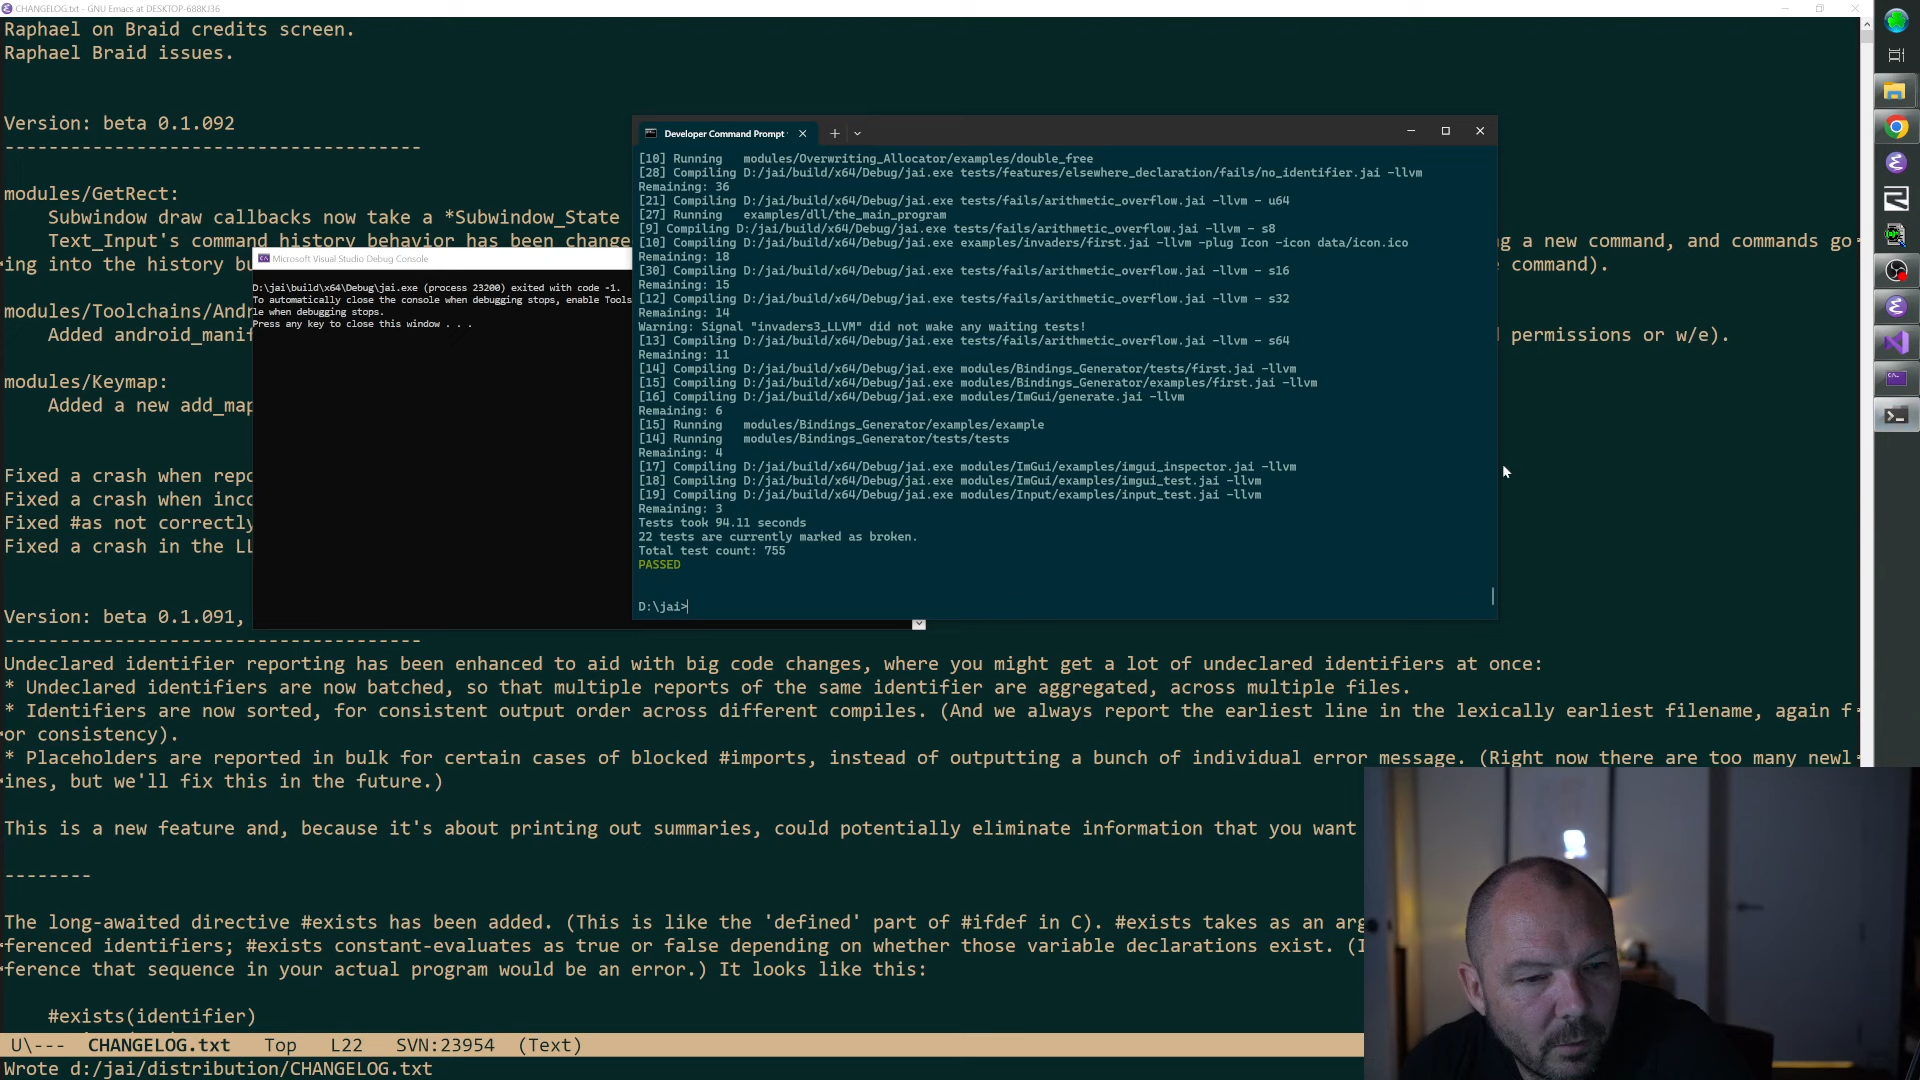 CHANGELOG.txt - GNU Emacs at DESKTOP-688KJ36
Raphael on Braid credits screen.
Raphael Braid issues.
Version: beta 0.1.092
--------------------------------------
modules/GetRect:
Subwindow draw callbacks now take a *Subwindow_State
Text_Input's command history behavior has been change
g a new command, and commands go
ing into the history bu
e command).
modules/Toolchains/Andr
Added android_manif
d permissions or w/e).
modules/Keymap:
Added a new add_map
Fixed a crash when repo
Fixed a crash when inco
Fixed #as not correctly
Fixed a crash in the LL
Version: beta 0.1.091,
--------------------------------------
Undeclared identifier reporting has been enhanced to aid with big code changes, where you might get a lot of undeclared identifiers at once:
* Undeclared identifiers are now batched, so that multiple reports of the same identifier are aggregated, across multiple files.
* Identifiers are now sorted, for consistent output order across different compiles. (And we always report the earliest line in the lexically earliest filename, again f
or consistency).
* Placeholders are reported in bulk for certain cases of blocked #imports, instead of outputting a bunch of individual error message. (Right now there are too many newl
ines, but we'll fix this in the future.)
This is a new feature and, because it's about printing out summaries, could potentially eliminate information that you want
--------
The long-awaited directive #exists has been added. (This is like the 'defined' part of #ifdef in C). #exists takes as an arg
ferenced identifiers; #exists constant-evaluates as true or false depending on whether those variable declarations exist. (I
ference that sequence in your actual program would be an error.) It looks like this:
#exists(identifier)
U\--- CHANGELOG.txt Top L22 SVN:23954 (Text)
Wrote d:/jai/distribution/CHANGELOG.txt
Microsoft Visual Studio Debug Console
D:\jai\build\x64\Debug\jai.exe (process 23200) exited with code -1.
To automatically close the console when debugging stops, enable Tools
le when debugging stops.
Press any key to close this window . . .
Developer Command Prompt
[10] Running modules/Overwriting_Allocator/examples/double_free
[28] Compiling D:/jai/build/x64/Debug/jai.exe tests/features/elsewhere_declaration/fails/no_identifier.jai -llvm
Remaining: 36
[21] Compiling D:/jai/build/x64/Debug/jai.exe tests/fails/arithmetic_overflow.jai -llvm - u64
[27] Running examples/dll/the_main_program
[9] Compiling D:/jai/build/x64/Debug/jai.exe tests/fails/arithmetic_overflow.jai -llvm - s8
[10] Compiling D:/jai/build/x64/Debug/jai.exe examples/invaders/first.jai -llvm -plug Icon -icon data/icon.ico
Remaining: 18
[30] Compiling D:/jai/build/x64/Debug/jai.exe tests/fails/arithmetic_overflow.jai -llvm - s16
Remaining: 15
[12] Compiling D:/jai/build/x64/Debug/jai.exe tests/fails/arithmetic_overflow.jai -llvm - s32
Remaining: 14
Warning: Signal "invaders3_LLVM" did not wake any waiting tests!
[13] Compiling D:/jai/build/x64/Debug/jai.exe tests/fails/arithmetic_overflow.jai -llvm - s64
Remaining: 11
[14] Compiling D:/jai/build/x64/Debug/jai.exe modules/Bindings_Generator/tests/first.jai -llvm
[15] Compiling D:/jai/build/x64/Debug/jai.exe modules/Bindings_Generator/examples/first.jai -llvm
[16] Compiling D:/jai/build/x64/Debug/jai.exe modules/ImGui/generate.jai -llvm
Remaining: 6
[15] Running modules/Bindings_Generator/examples/example
[14] Running modules/Bindings_Generator/tests/tests
Remaining: 4
[17] Compiling D:/jai/build/x64/Debug/jai.exe modules/ImGui/examples/imgui_inspector.jai -llvm
[18] Compiling D:/jai/build/x64/Debug/jai.exe modules/ImGui/examples/imgui_test.jai -llvm
[19] Compiling D:/jai/build/x64/Debug/jai.exe modules/Input/examples/input_test.jai -llvm
Remaining: 3
Tests took 94.11 seconds
22 tests are currently marked as broken.
Total test count: 755
PASSED
D:\jai>